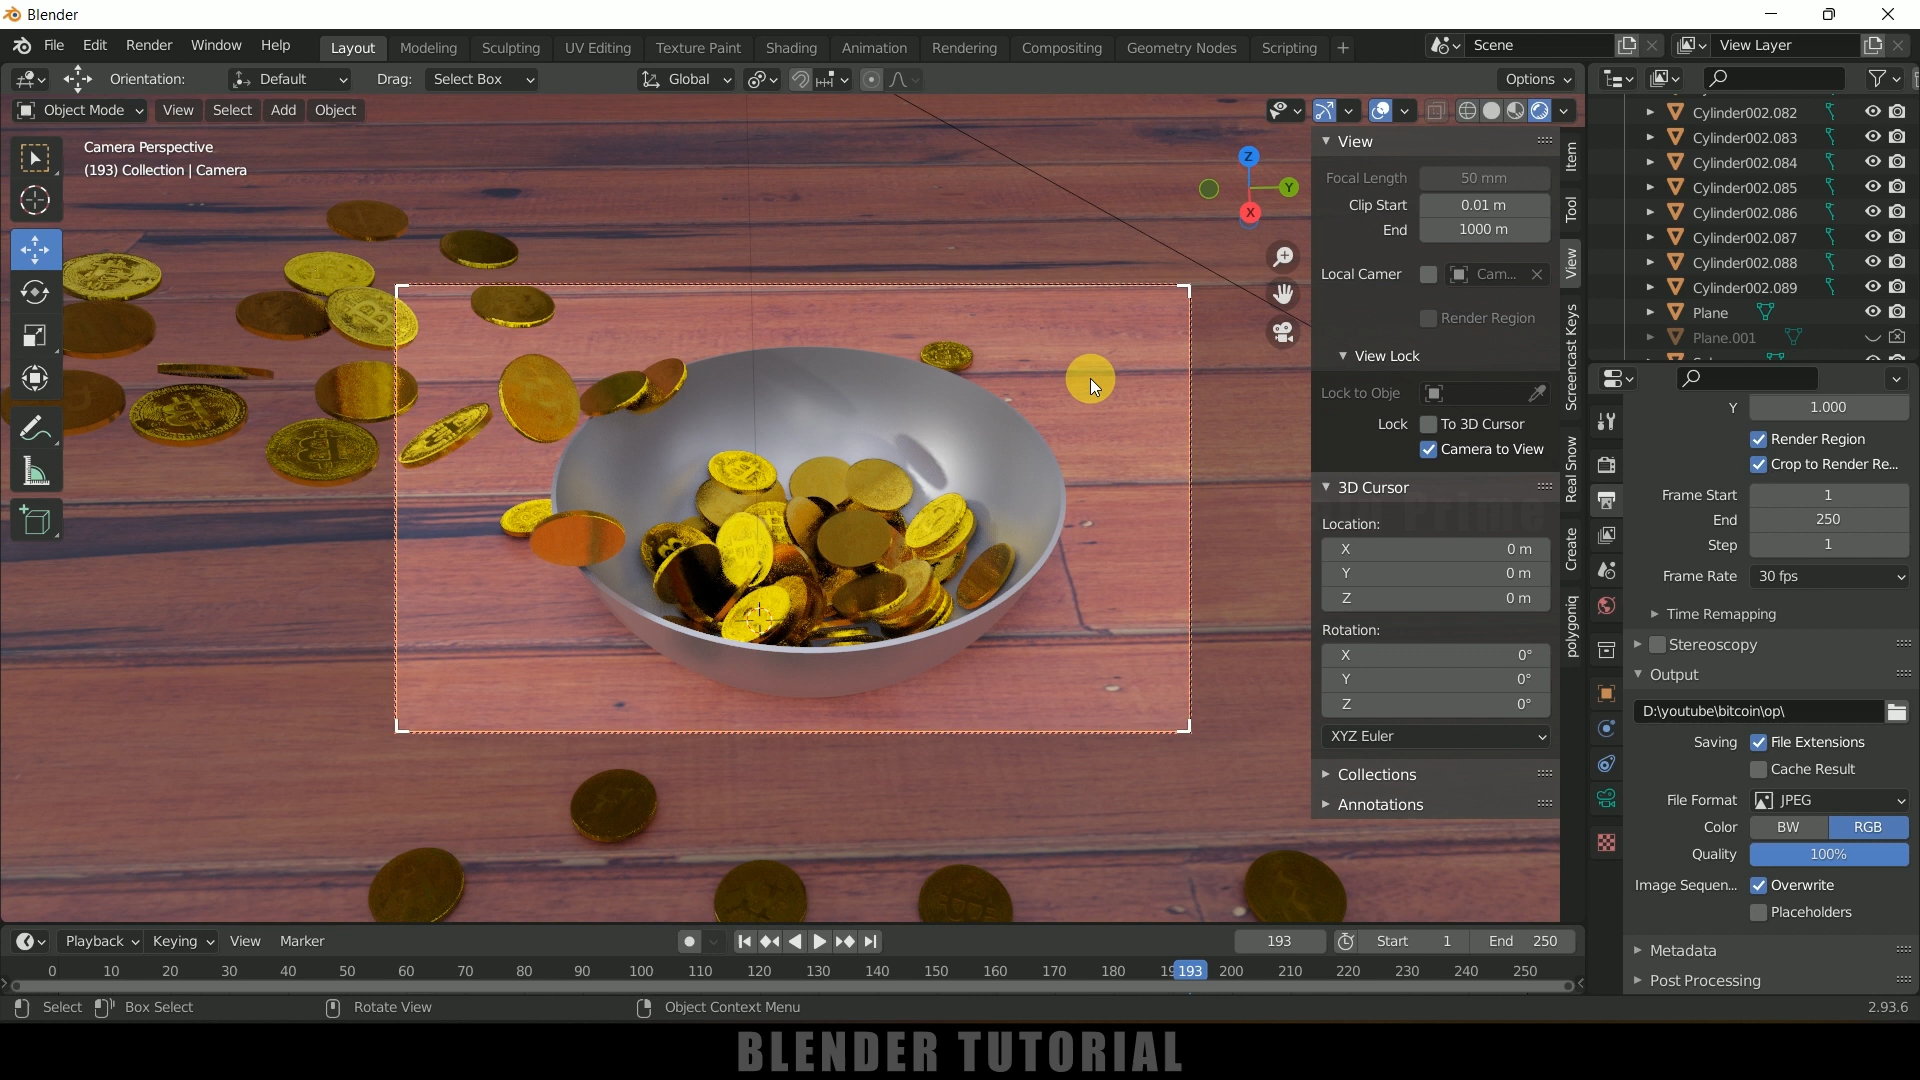 Blender
File Edit Render Window Help Layout Modeling Sculpting UV Editing Texture Paint Shading Animation Rendering Compositing Geometry Nodes Scripting + Scene View Layer
Orientation: Default Drag: Select Box Global Options
Object Mode View Select Add Object
Camera Perspective
(193) Collection | Camera
Z
Y
X
View
Focal Length 50 mm
Clip Start 0.01 m
End 1000 m
Local Camer Cam...
Render Region
View Lock
Lock to Obje
Lock To 3D Cursor
Camera to View
3D Cursor
Location:
X 0 m
Y 0 m
Z 0 m
Rotation:
X 0°
Y 0°
Z 0°
XYZ Euler
Collections
Annotations
Item
Tool
View
Screencast Keys
Real Snow
Create
polygoniq
Cylinder002.082
Cylinder002.083
Cylinder002.084
Cylinder002.085
Cylinder002.086
Cylinder002.087
Cylinder002.088
Cylinder002.089
Plane
Plane.001
Y 1.000
Render Region
Crop to Render Re...
Frame Start 1
End 250
Step 1
Frame Rate 30 fps
Time Remapping
Stereoscopy
Output
D:\youtube\bitcoin\op\
Saving File Extensions
Cache Result
File Format JPEG
Color BW RGB
Quality 100%
Image Sequen... Overwrite
Placeholders
Metadata
Post Processing
Playback Keying View Marker 193 Start 1 End 250
0 10 20 30 40 50 60 70 80 90 100 110 120 130 140 150 160 170 180 193 200 210 220 230 240 250
Select Box Select Rotate View Object Context Menu 2.93.6
BLENDER TUTORIAL